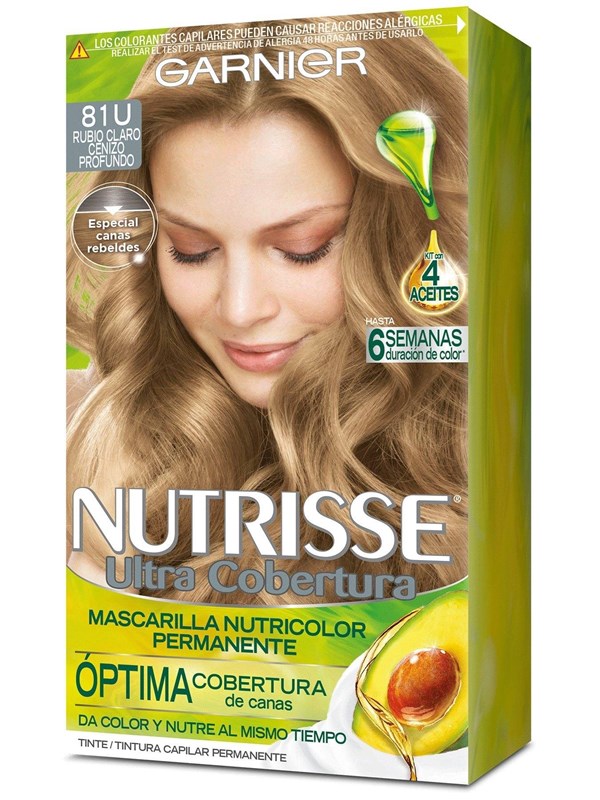 LOS COLORANTES CAPILARES PUEDEN CAUSAR REACCIONES ALÉRGICAS
REALIZAR EL TEST DE ADVERTENCIA DE ALERGIA 48 HORAS ANTES DE USARLO
GARNIER
81U
RUBIO CLARO
CENIZO
PROFUNDO
Especial
canas
rebeldes
KIT con
4
ACEITES
HASTA
6 SEMANAS
duración de color*
NUTRISSE®
Ultra Cobertura
MASCARILLA NUTRICOLOR
PERMANENTE
ÓPTIMA COBERTURA
de canas
DA COLOR Y NUTRE AL MISMO TIEMPO
TINTE / TINTURA CAPILAR PERMANENTE